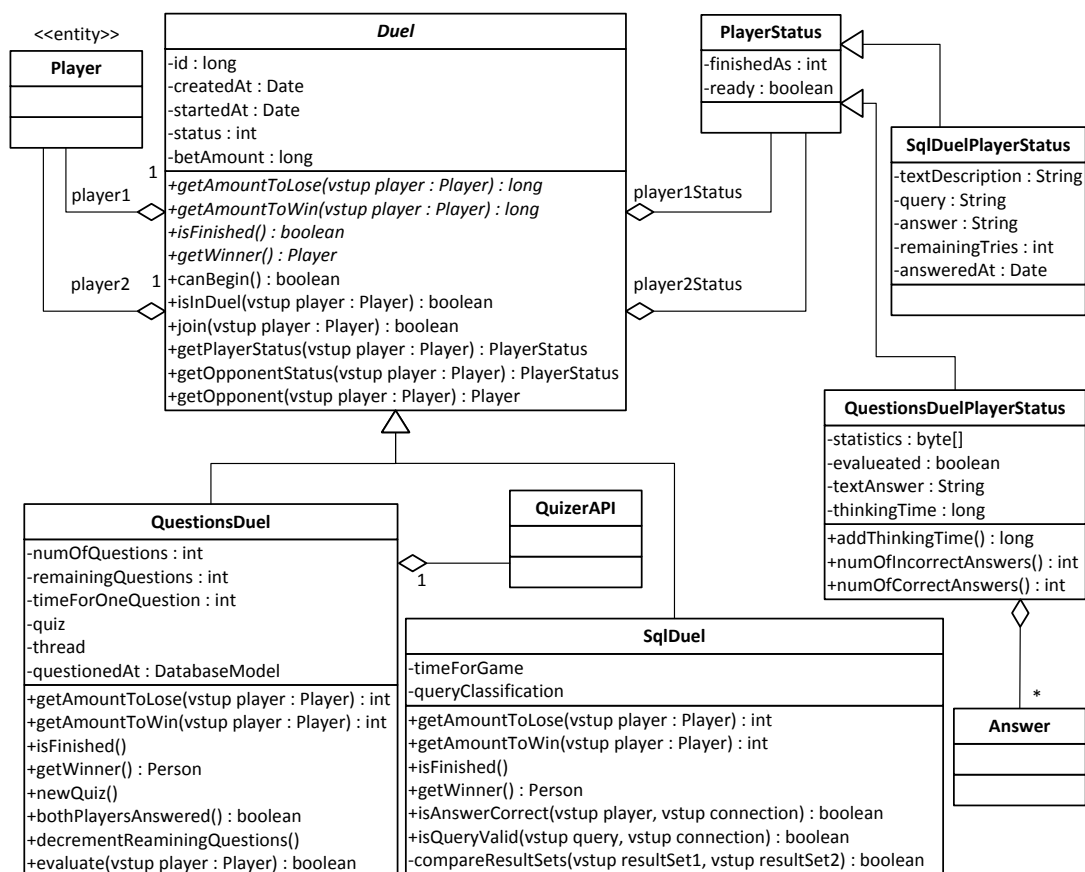 <<entity>>
Player
player1
player2
1
1
Duel
-id : long
-createdAt : Date
-startedAt : Date
-status : int
-betAmount : long
+getAmountToLose(vstup player : Player) : long
+getAmountToWin(vstup player : Player) : long
+isFinished() : boolean
+getWinner() : Player
+canBegin() : boolean
+isInDuel(vstup player : Player) : boolean
+join(vstup player : Player) : boolean
+getPlayerStatus(vstup player : Player) : PlayerStatus
+getOpponentStatus(vstup player : Player) : PlayerStatus
+getOpponent(vstup player : Player) : Player
player1Status
player2Status
PlayerStatus
-finishedAs : int
-ready : boolean
SqlDuelPlayerStatus
-textDescription : String
-query : String
-answer : String
-remainingTries : int
-answeredAt : Date
QuestionsDuelPlayerStatus
-statistics : byte[]
-evalueated : boolean
-textAnswer : String
-thinkingTime : long
+addThinkingTime() : long
+numOfIncorrectAnswers() : int
+numOfCorrectAnswers() : int
*
Answer
QuestionsDuel
-numOfQuestions : int
-remainingQuestions : int
-timeForOneQuestion : int
-quiz
-thread
-questionedAt : DatabaseModel
+getAmountToLose(vstup player : Player) : int
+getAmountToWin(vstup player : Player) : int
+isFinished()
+getWinner() : Person
+newQuiz()
+bothPlayersAnswered() : boolean
+decrementReaminingQuestions()
+evaluate(vstup player : Player) : boolean
1
QuizerAPI
SqlDuel
-timeForGame
-queryClassification
+getAmountToLose(vstup player : Player) : int
+getAmountToWin(vstup player : Player) : int
+isFinished()
+getWinner() : Person
+isAnswerCorrect(vstup player, vstup connection) : boolean
+isQueryValid(vstup query, vstup connection) : boolean
-compareResultSets(vstup resultSet1, vstup resultSet2) : boolean